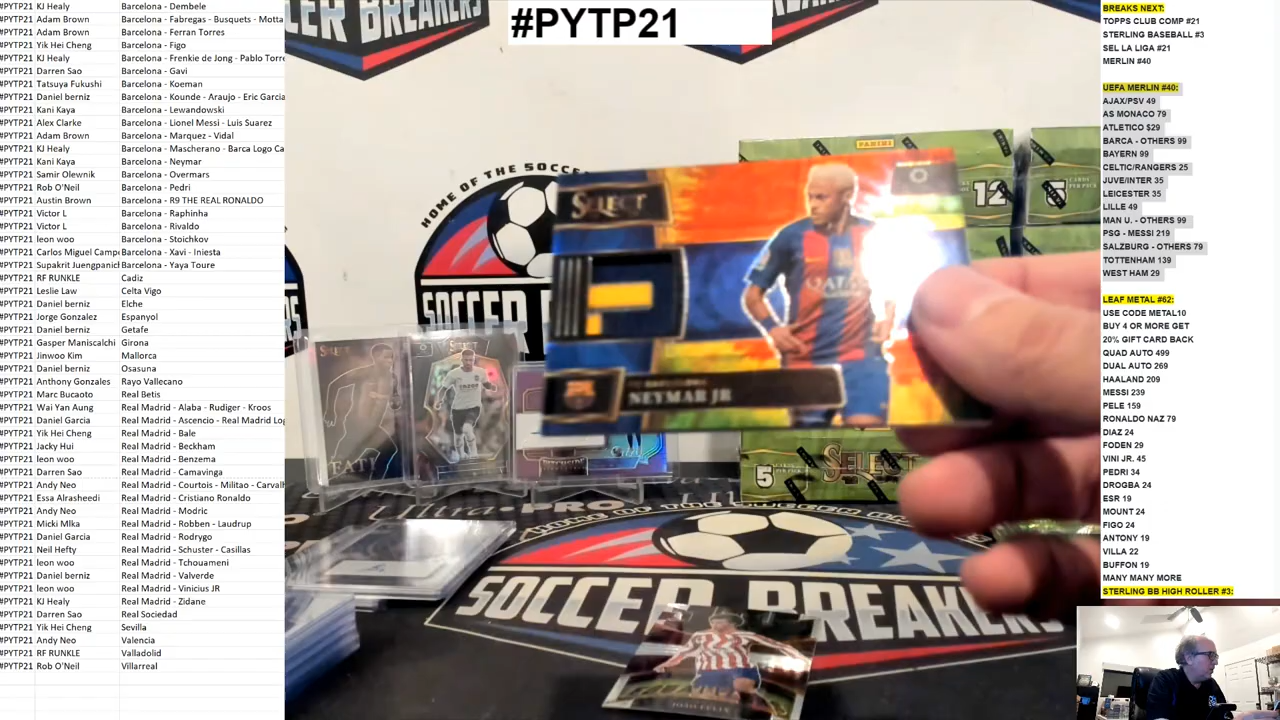 #PYTP21 KJ Healy Barcelona - Dembele
#PYTP21 Adam Brown Barcelona - Fabregas - Busquets - Motta
#PYTP21 Adam Brown Barcelona - Ferran Torres
#PYTP21 Yik Hei Cheng Barcelona - Figo
#PYTP21 KJ Healy Barcelona - Frenkie de Jong - Pablo Torre
#PYTP21 Darren Sao Barcelona - Gavi
#PYTP21 Tatsuya Fukushi Barcelona - Koeman
#PYTP21 Daniel berniz Barcelona - Kounde - Araujo - Eric Garcia
#PYTP21 Kani Kaya Barcelona - Lewandowski
#PYTP21 Alex Clarke Barcelona - Lionel Messi - Luis Suarez
#PYTP21 Adam Brown Barcelona - Marquez - Vidal
#PYTP21 KJ Healy Barcelona - Mascherano - Barca Logo Ca
#PYTP21 Kani Kaya Barcelona - Neymar
#PYTP21 Samir Olewnik Barcelona - Overmars
#PYTP21 Rob O'Neil Barcelona - Pedri
#PYTP21 Austin Brown Barcelona - R9 THE REAL RONALDO
#PYTP21 Victor L Barcelona - Raphinha
#PYTP21 Victor L Barcelona - Rivaldo
#PYTP21 leon woo Barcelona - Stoichkov
#PYTP21 Carlos Miguel Campo Barcelona - Xavi - Iniesta
#PYTP21 Supakrit Juengpanich Barcelona - Yaya Toure
#PYTP21 RF RUNKLE Cadiz
#PYTP21 Leslie Law Celta Vigo
#PYTP21 Daniel berniz Elche
#PYTP21 Jorge Gonzalez Espanyol
#PYTP21 Daniel berniz Getafe
#PYTP21 Gasper Maniscalchi Girona
#PYTP21 Jinwoo Kim Mallorca
#PYTP21 Daniel berniz Osasuna
#PYTP21 Anthony Gonzales Rayo Vallecano
#PYTP21 Marc Bucaoto Real Betis
#PYTP21 Wai Yan Aung Real Madrid - Alaba - Rudiger - Kroos
#PYTP21 Daniel Garcia Real Madrid - Ascencio - Real Madrid Log
#PYTP21 Yik Hei Cheng Real Madrid - Bale
#PYTP21 Jacky Hui Real Madrid - Beckham
#PYTP21 leon woo Real Madrid - Benzema
#PYTP21 Darren Sao Real Madrid - Camavinga
#PYTP21 Andy Neo Real Madrid - Courtois - Militao - Carvalh
#PYTP21 Essa Alrasheedi Real Madrid - Cristiano Ronaldo
#PYTP21 Andy Neo Real Madrid - Modric
#PYTP21 Micki Mlka Real Madrid - Robben - Laudrup
#PYTP21 Daniel Garcia Real Madrid - Rodrygo
#PYTP21 Neil Hefty Real Madrid - Schuster - Casillas
#PYTP21 leon woo Real Madrid - Tchouameni
#PYTP21 Daniel berniz Real Madrid - Valverde
#PYTP21 leon woo Real Madrid - Vinicius JR
#PYTP21 KJ Healy Real Madrid - Zidane
#PYTP21 Darren Sao Real Sociedad
#PYTP21 Yik Hei Cheng Sevilla
#PYTP21 Andy Neo Valencia
#PYTP21 RF RUNKLE Valladolid
#PYTP21 Rob O'Neil Villarreal
#PYTP21
SOCCER BREAKERS
HOME OF THE SOCCER
SOCCER
BREAKERS
PANINI
12
5
SELECT
QATAR
FC BARCELONA
NEYMAR JR
SELECT
5
SELECT
SOCCER BREAKERS
JOÃO FÉLIX
BREAKS NEXT:
TOPPS CLUB COMP #21
STERLING BASEBALL #3
SEL LA LIGA #21
MERLIN #40
UEFA MERLIN #40:
AJAX/PSV 49
AS MONACO 79
ATLETICO $29
BARCA - OTHERS 99
BAYERN 99
CELTIC/RANGERS 25
JUVE/INTER 35
LEICESTER 35
LILLE 49
MAN U. - OTHERS 99
PSG - MESSI 219
SALZBURG - OTHERS 79
TOTTENHAM 139
WEST HAM 29
LEAF METAL #62:
USE CODE METAL10
BUY 4 OR MORE GET
20% GIFT CARD BACK
QUAD AUTO 499
DUAL AUTO 269
HAALAND 209
MESSI 239
PELE 159
RONALDO NAZ 79
DIAZ 24
FODEN 29
VINI JR. 45
PEDRI 34
DROGBA 24
ESR 19
MOUNT 24
FIGO 24
ANTONY 19
VILLA 22
BUFFON 19
MANY MANY MORE
STERLING BB HIGH ROLLER #3: